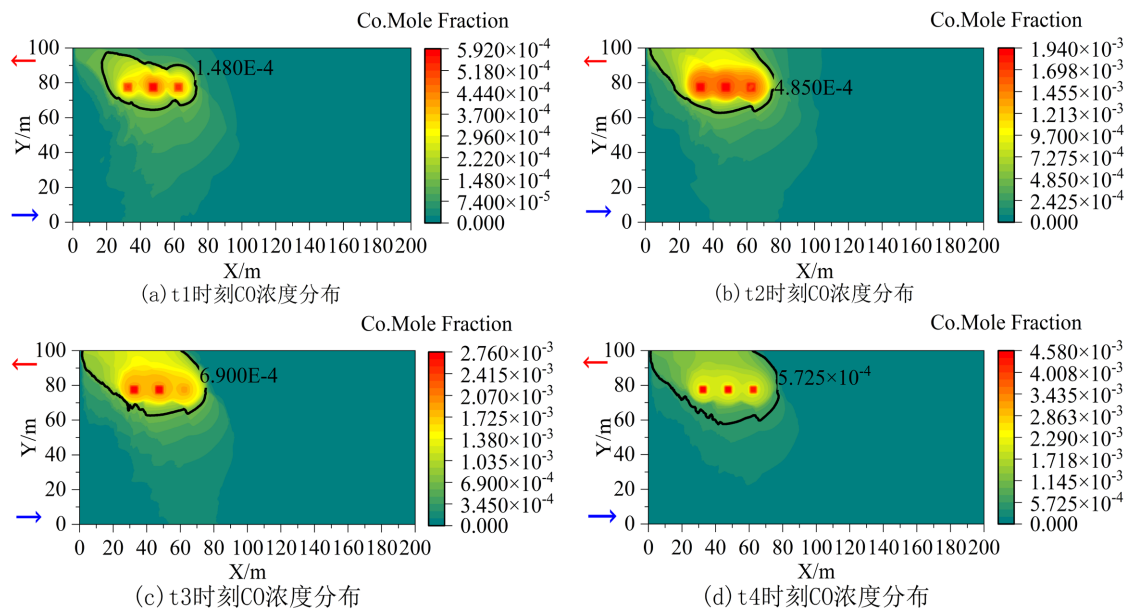 Co.Mole Fraction
100
80
60
40
20
0
Y/m
0 20 40 60 80 100 120 140 160 180 200
X/m
1.480E-4
5.920×10-4
5.180×10-4
4.440×10-4
3.700×10-4
2.960×10-4
2.220×10-4
1.480×10-4
7.400×10-5
0.000
(a)t1时刻CO浓度分布
Co.Mole Fraction
100
80
60
40
20
0
Y/m
0 20 40 60 80 100 120 140 160 180 200
X/m
4.850E-4
1.940×10-3
1.698×10-3
1.455×10-3
1.213×10-3
9.700×10-4
7.275×10-4
4.850×10-4
2.425×10-4
0.000
(b)t2时刻CO浓度分布
Co.Mole Fraction
100
80
60
40
20
0
Y/m
0 20 40 60 80 100 120 140 160 180 200
X/m
6.900E-4
2.760×10-3
2.415×10-3
2.070×10-3
1.725×10-3
1.380×10-3
1.035×10-3
6.900×10-4
3.450×10-4
0.000
(c)t3时刻CO浓度分布
Co.Mole Fraction
100
80
60
40
20
0
Y/m
0 20 40 60 80 100 120 140 160 180 200
X/m
5.725×10-4
4.580×10-3
4.008×10-3
3.435×10-3
2.863×10-3
2.290×10-3
1.718×10-3
1.145×10-3
5.725×10-4
0.000
(d)t4时刻CO浓度分布